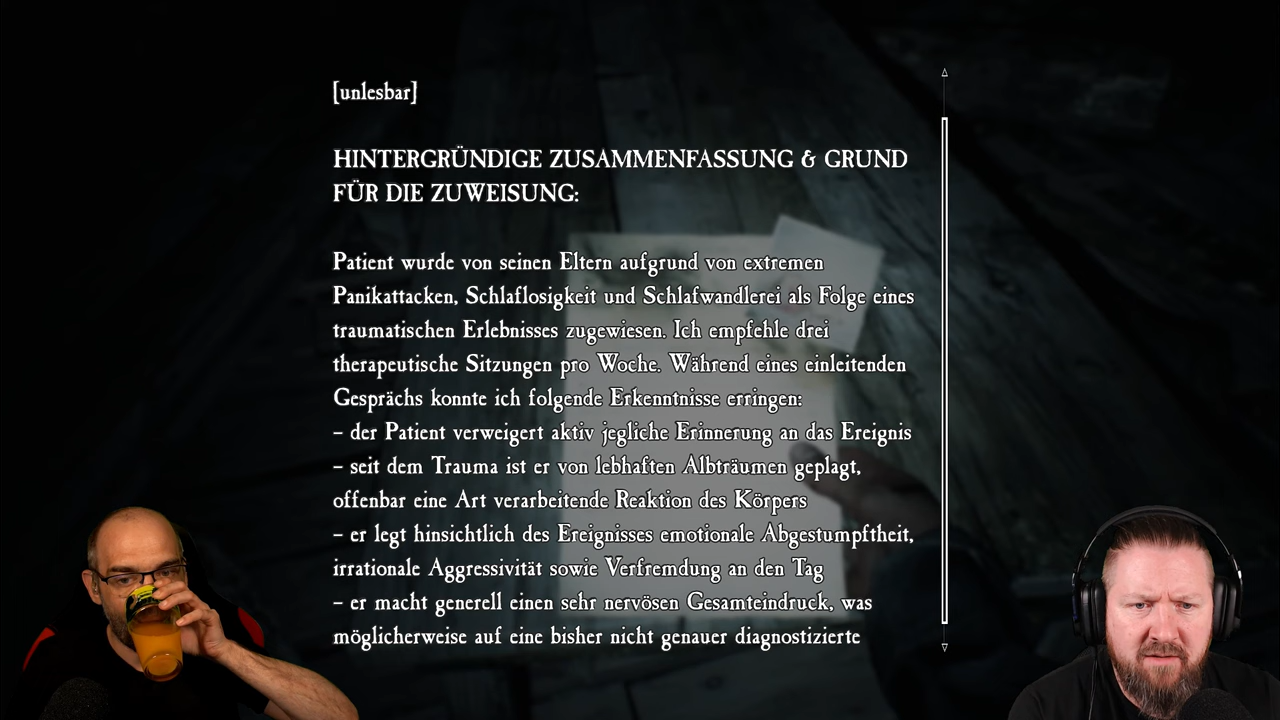 [unlesbar]
HINTERGRÜNDIGE ZUSAMMENFASSUNG & GRUND
FÜR DIE ZUWEISUNG:
Patient wurde von seinen Eltern aufgrund von extremen
Panikattacken, Schlaflosigkeit und Schlafwandlerei als Folge eines
traumatischen Erlebnisses zugewiesen. Ich empfehle drei
therapeutische Sitzungen pro Woche. Während eines einleitenden
Gesprächs konnte ich folgende Erkenntnisse erringen:
– der Patient verweigert aktiv jegliche Erinnerung an das Ereignis
– seit dem Trauma ist er von lebhaften Albträumen geplagt,
offenbar eine Art verarbeitende Reaktion des Körpers
– er legt hinsichtlich des Ereignisses emotionale Abgestumpftheit,
irrationale Aggressivität sowie Verfremdung an den Tag
– er macht generell einen sehr nervösen Gesamteindruck, was
möglicherweise auf eine bisher nicht genauer diagnostizierte